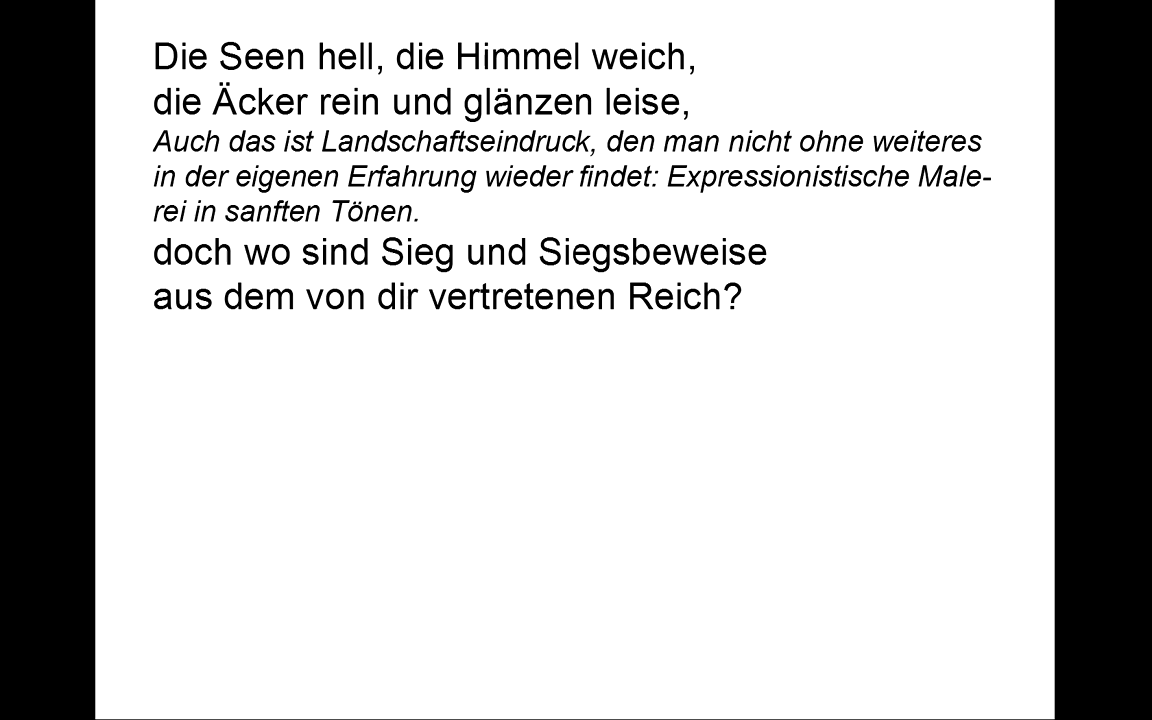 Die Seen hell, die Himmel weich,
die Äcker rein und glänzen leise,
Auch das ist Landschaftseindruck, den man nicht ohne weiteres
in der eigenen Erfahrung wieder findet: Expressionistische Male-
rei in sanften Tönen.
doch wo sind Sieg und Siegsbeweise
aus dem von dir vertretenen Reich?